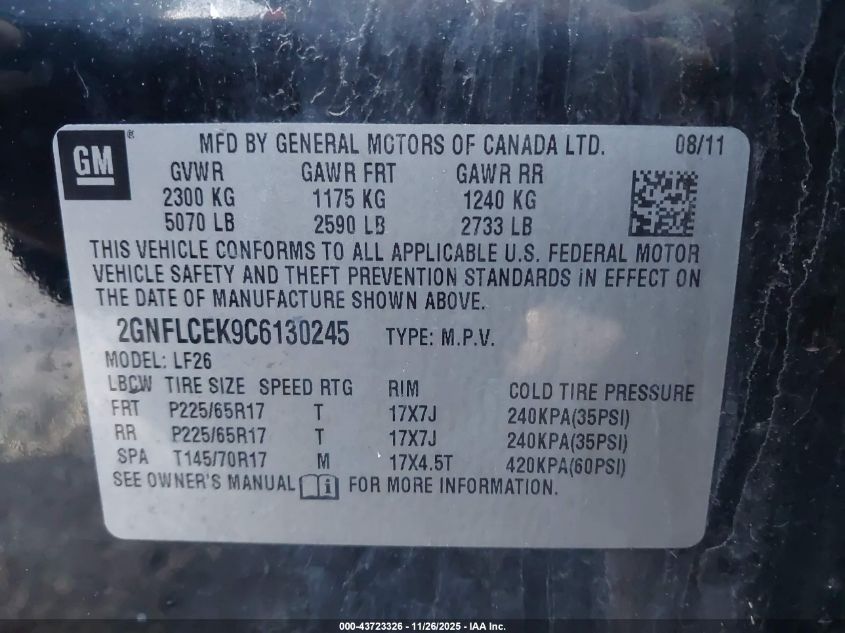 GM ® MFD BY GENERAL MOTORS OF CANADA LTD. 08/11
GVWR GAWR FRT GAWR RR
2300 KG 1175 KG 1240 KG
5070 LB 2590 LB 2733 LB
THIS VEHICLE CONFORMS TO ALL APPLICABLE U.S. FEDERAL MOTOR
VEHICLE SAFETY AND THEFT PREVENTION STANDARDS IN EFFECT ON
THE DATE OF MANUFACTURE SHOWN ABOVE.
2GNFLCEK9C6130245 TYPE: M.P.V.
MODEL: LF26
LBCW TIRE SIZE SPEED RTG RIM COLD TIRE PRESSURE
FRT P225/65R17 T 17X7J 240KPA(35PSI)
RR P225/65R17 T 17X7J 240KPA(35PSI)
SPA T145/70R17 M 17X4.5T 420KPA(60PSI)
SEE OWNER'S MANUAL i FOR MORE INFORMATION.
000-43723326 - 11/26/2025 - IAA Inc.